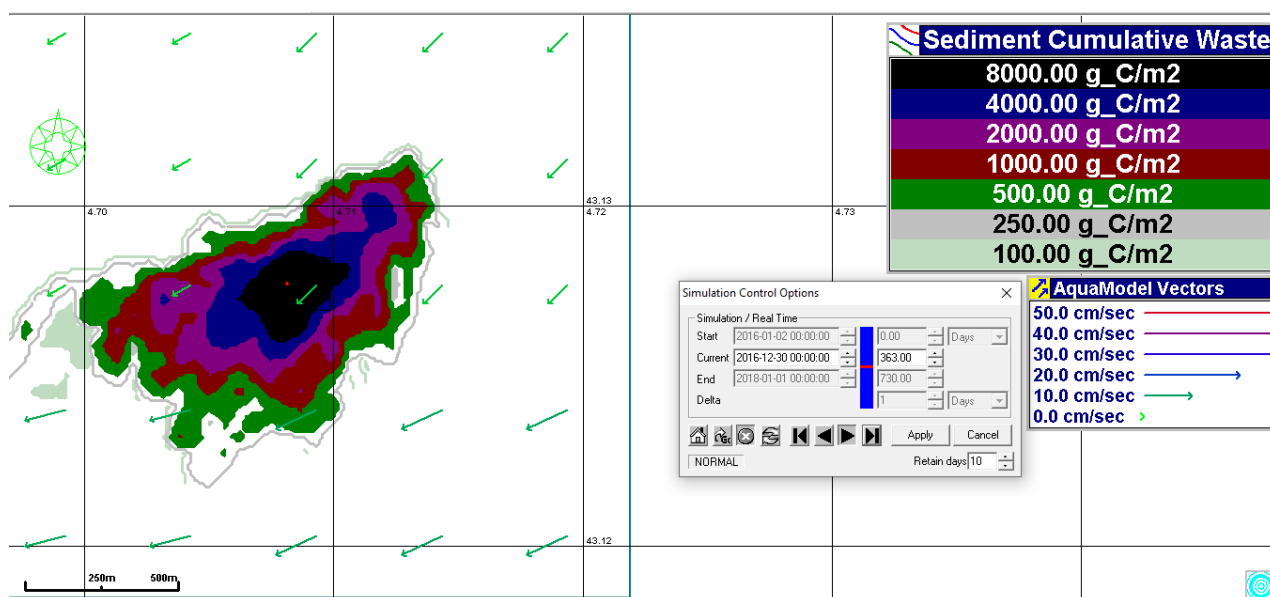 Sediment Cumulative Waste
8000.00 g_C/m2
4000.00 g_C/m2
2000.00 g_C/m2
1000.00 g_C/m2
500.00 g_C/m2
250.00 g_C/m2
100.00 g_C/m2
43.13
4.70
4.71
4.72
4.73
AquaModel Vectors
50.0 cm/sec
40.0 cm/sec
30.0 cm/sec
20.0 cm/sec
10.0 cm/sec
0.0 cm/sec
Simulation Control Options
Simulation / Real Time
Start 2016-01-02 00:00:00 0.00 Days
Current 2016-12-30 00:00:00 363.00
End 2018-01-01 00:00:00 730.00
Delta 1 Days
Apply Cancel
NORMAL Retain days 10
43.12
250m 500m